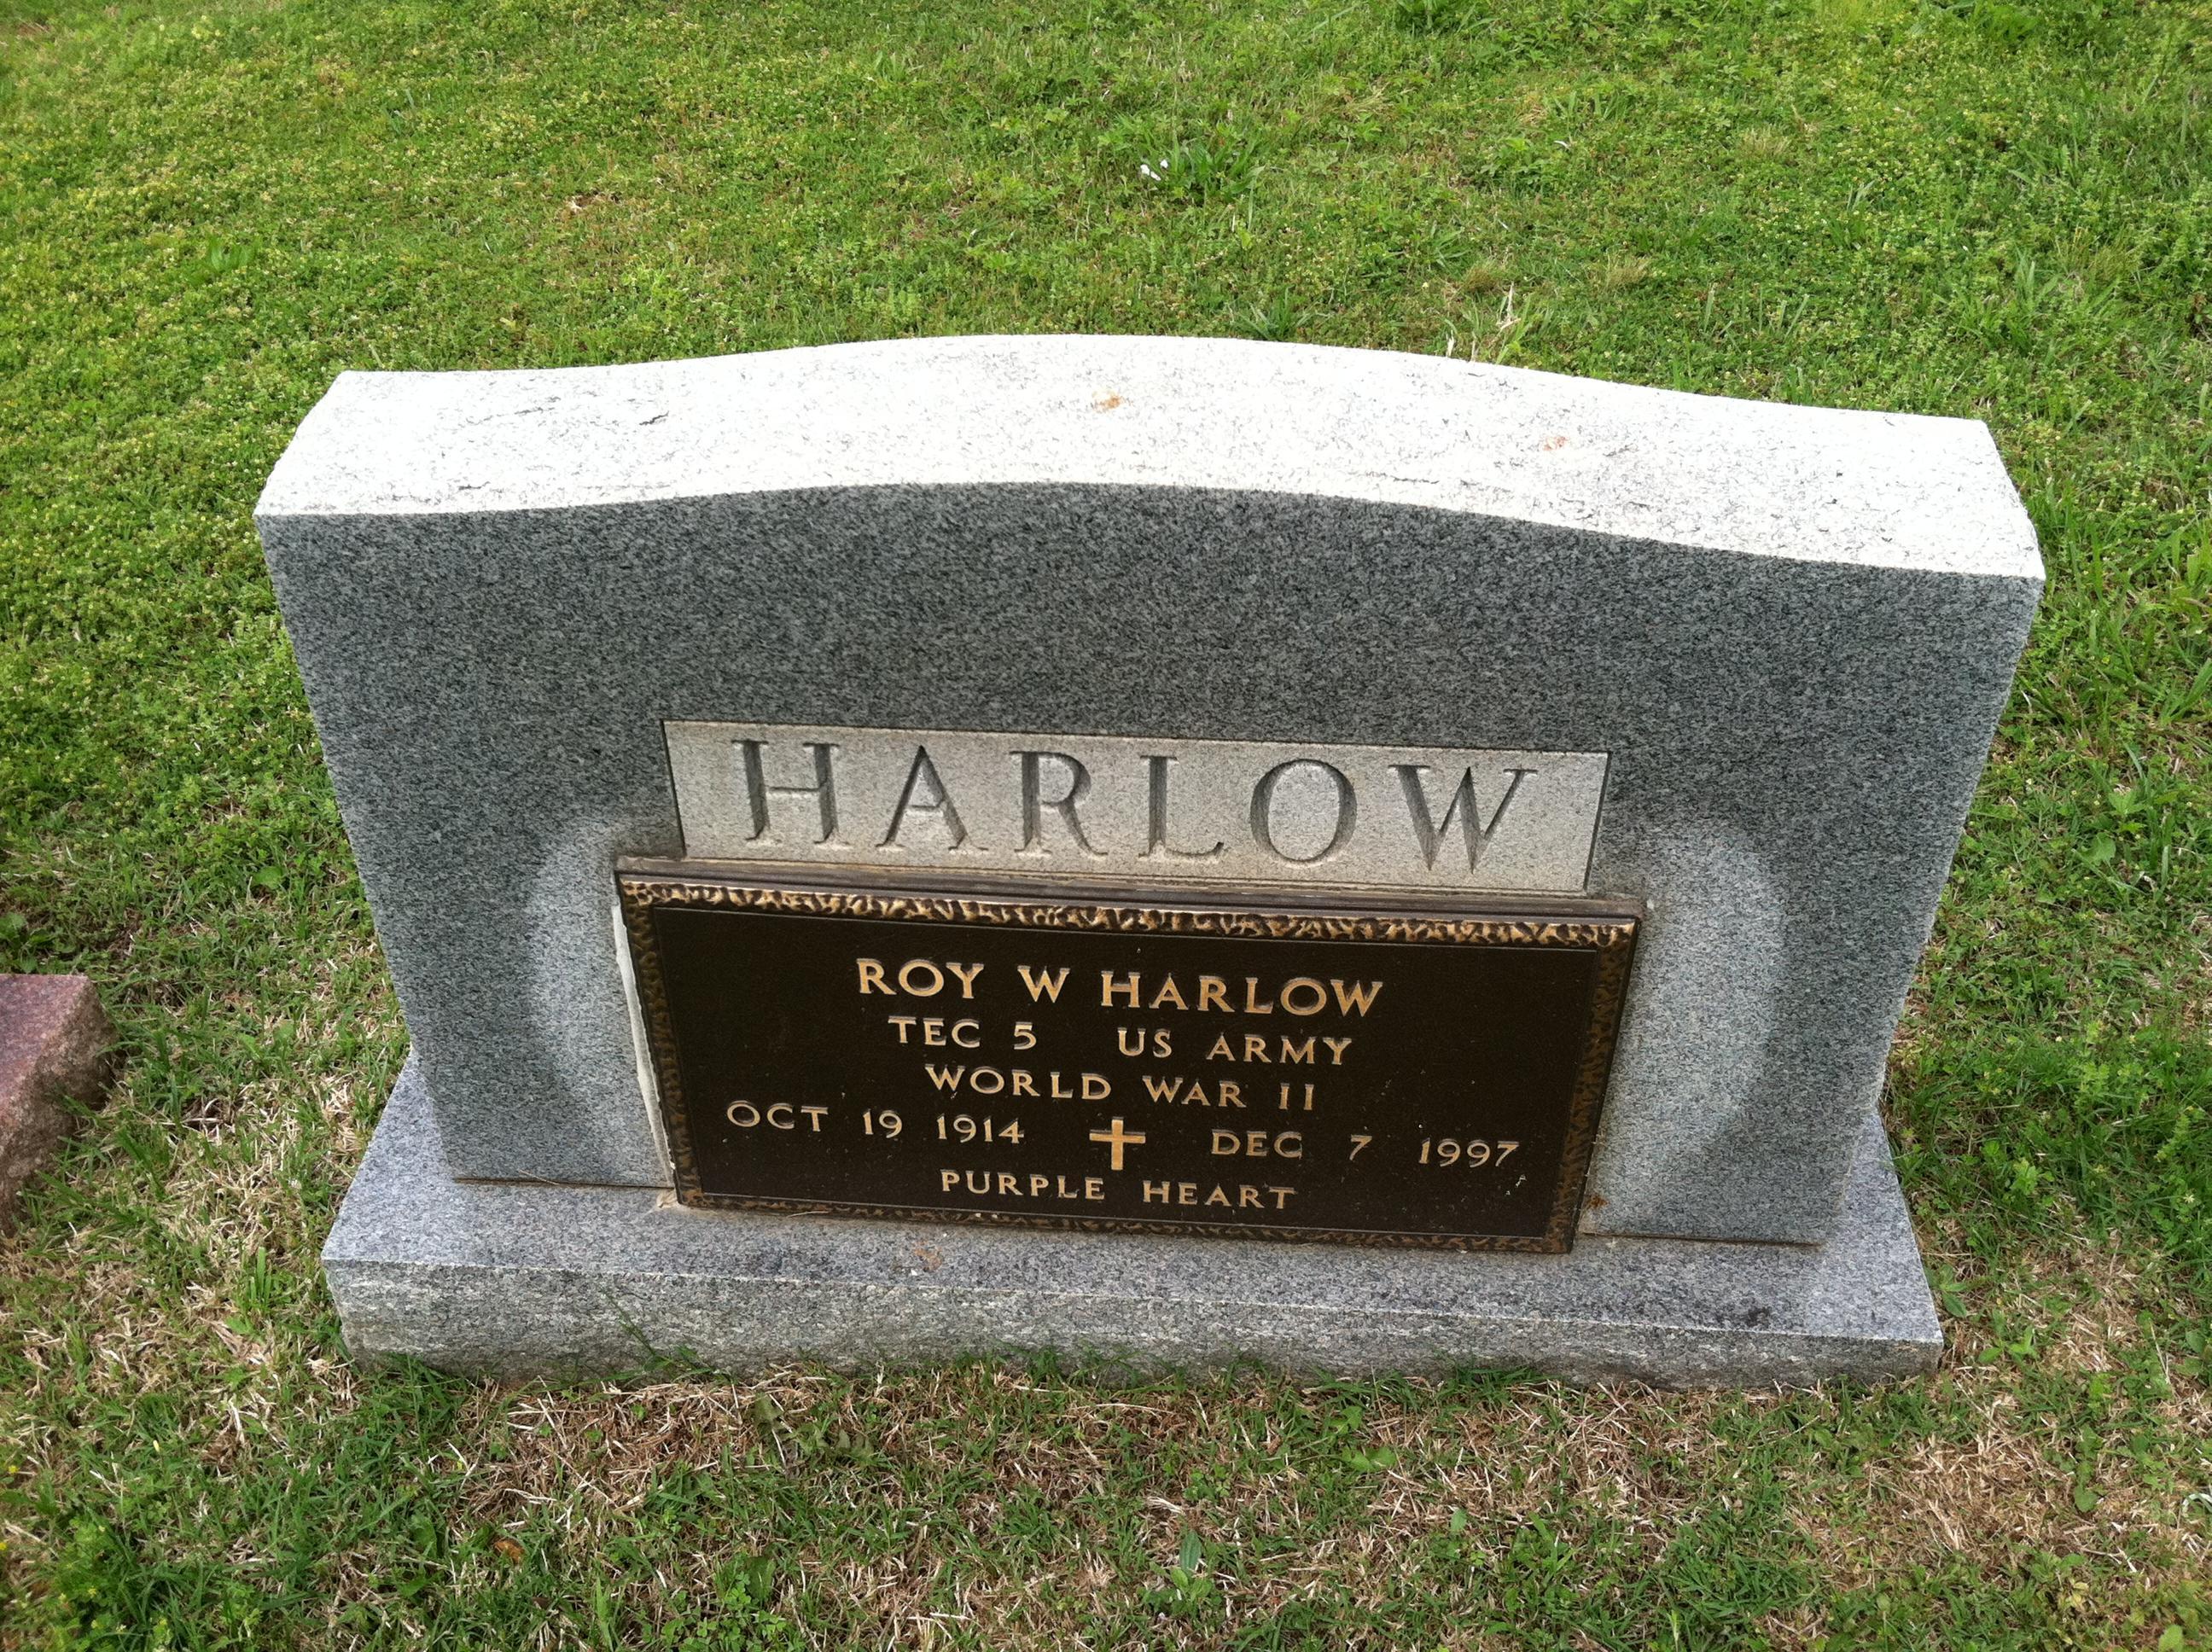 HARLOW
ROY W HARLOW
TEC 5 US ARMY
WORLD WAR II
OCT 19 1914 DEC 7 1997
PURPLE HEART